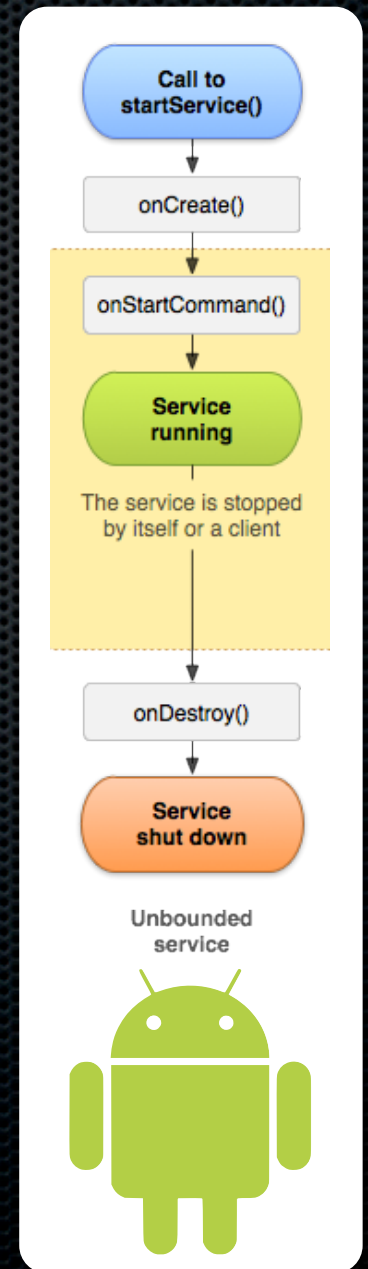 Call to
startService()
onCreate()
onStartCommand()
Service
running
The service is stopped
by itself or a client
onDestroy()
Service
shut down
Unbounded
service